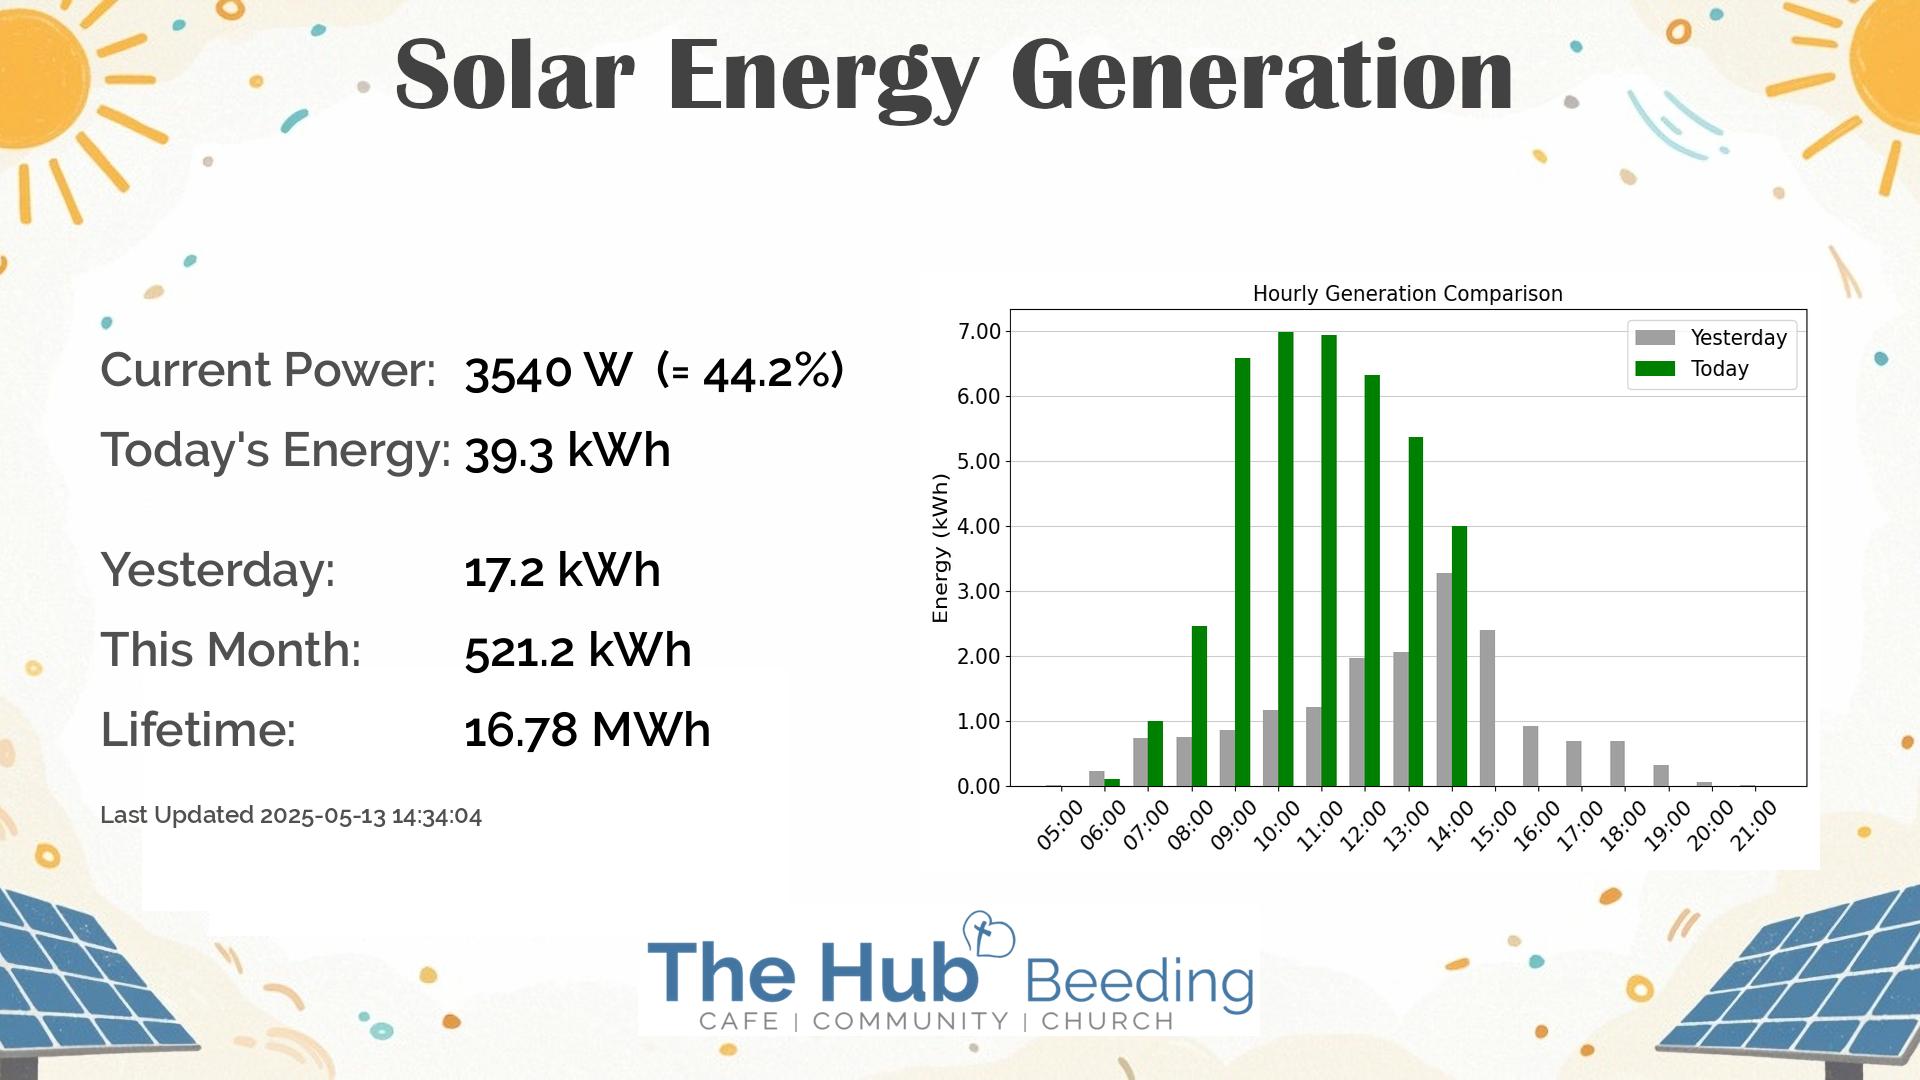 Solar Energy Generation
Current Power: 3540 W (= 44.2%)
Today's Energy: 39.3 kWh
Yesterday: 17.2 kWh
This Month: 521.2 kWh
Lifetime: 16.78 MWh
Last Updated 2025-05-13 14:34:04
Hourly Generation Comparison
Yesterday
Today
Energy (kWh)
7.00
6.00
5.00
4.00
3.00
2.00
1.00
0.00
05:00 06:00 07:00 08:00 09:00 10:00 11:00 12:00 13:00 14:00 15:00 16:00 17:00 18:00 19:00 20:00 21:00
The Hub Beeding
CAFE | COMMUNITY | CHURCH